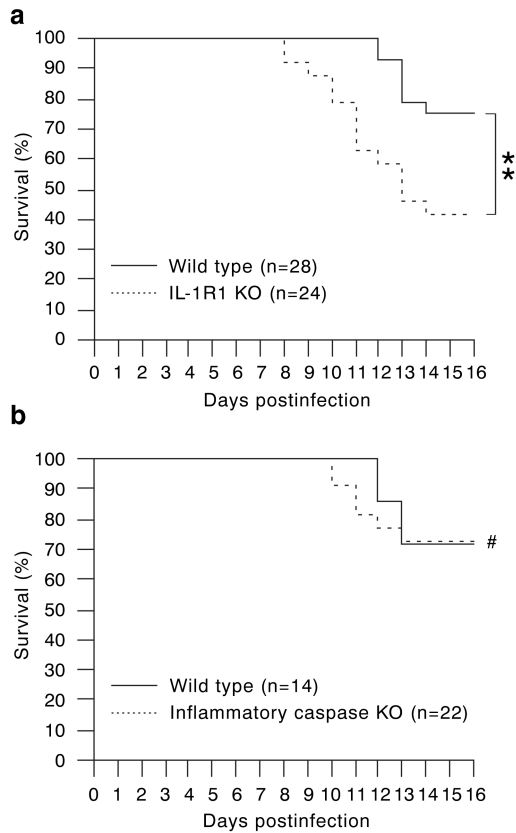 a
100
90
80
70
60
50
40
30
20
10
0
Survival (%)
**
Wild type (n=28)
IL-1R1 KO (n=24)
0 1 2 3 4 5 6 7 8 9 10 11 12 13 14 15 16
Days postinfection
b
100
90
80
70
60
50
40
30
20
10
0
Survival (%)
#
Wild type (n=14)
Inflammatory caspase KO (n=22)
0 1 2 3 4 5 6 7 8 9 10 11 12 13 14 15 16
Days postinfection